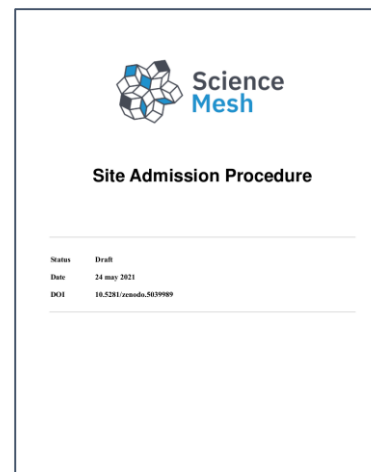 Science
Mesh
Site Admission Procedure
Status Draft
Date 24 may 2021
DOI 10.5281/zenodo.5039989